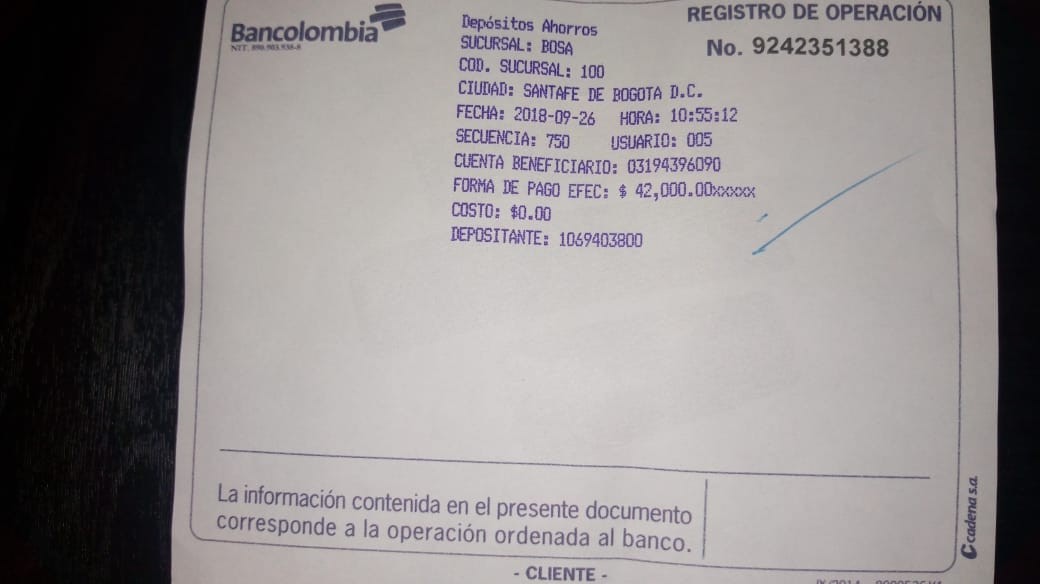 Bancolombia
NIT. 890.903.938-8
Depósitos Ahorros
SUCURSAL: BOSA
COD. SUCURSAL: 100
CIUDAD: SANTAFE DE BOGOTA D.C.
FECHA: 2018-09-26 HORA: 10:55:12
SECUENCIA: 750 USUARIO: 005
CUENTA BENEFICIARIO: 03194396090
FORMA DE PAGO EFEC: $ 42,000.00xxxxx
COSTO: $0.00
DEPOSITANTE: 1069403800
REGISTRO DE OPERACIÓN
No. 9242351388
La información contenida en el presente documento
corresponde a la operación ordenada al banco.
cadena s.a.
- CLIENTE -